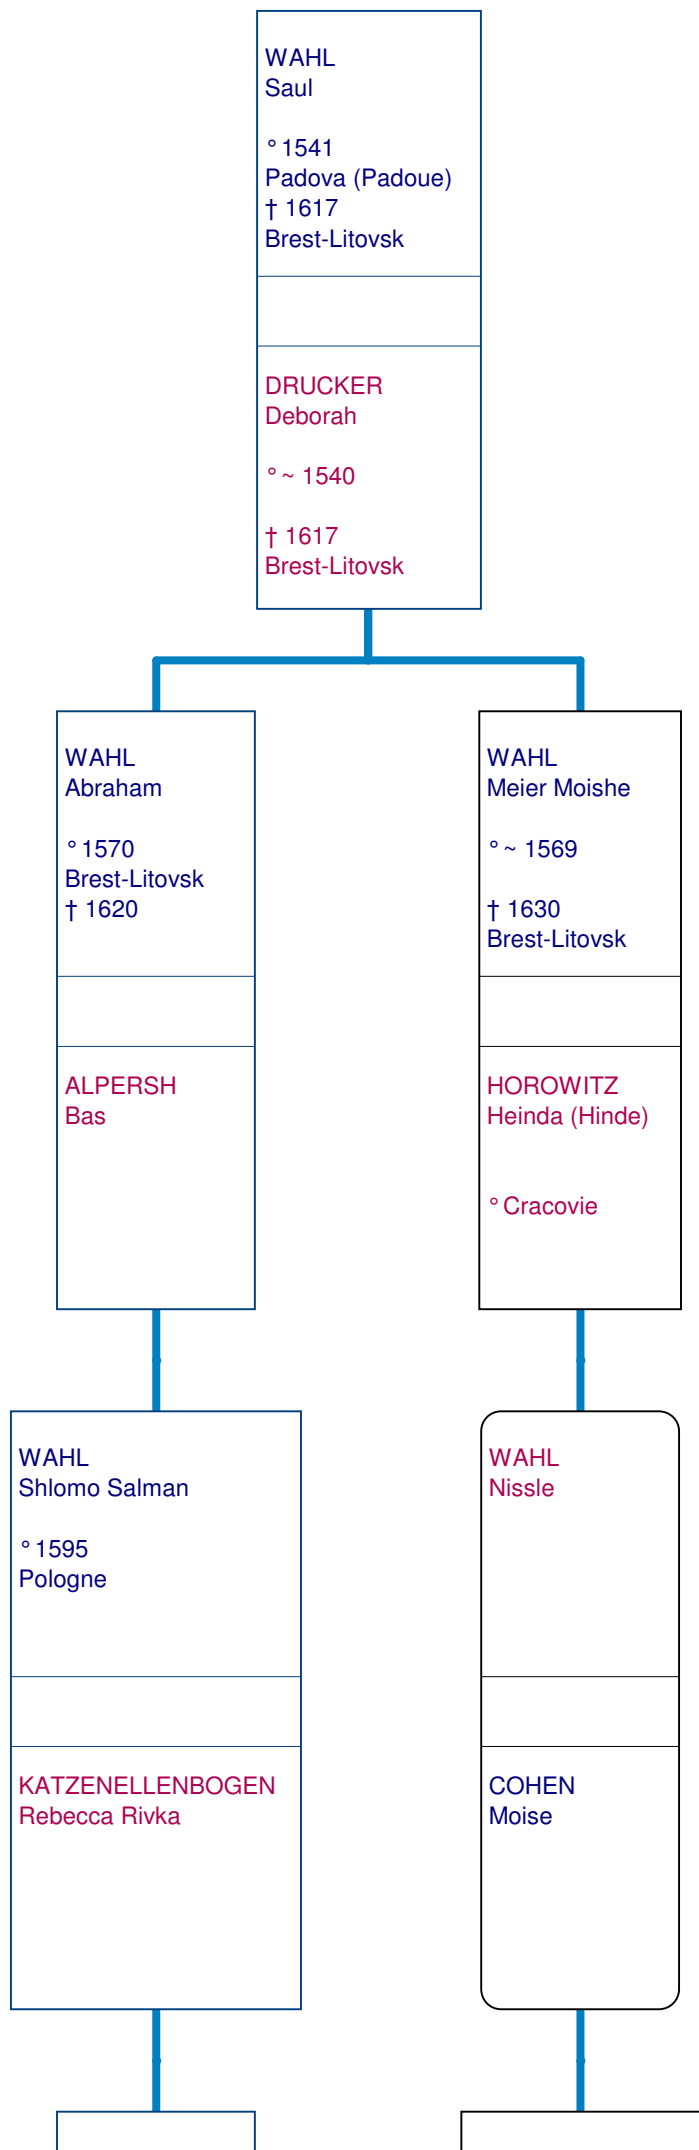 WAHL
Saul
° 1541
Padova (Padoue)
† 1617
Brest-Litovsk
DRUCKER
Deborah
° ~ 1540
† 1617
Brest-Litovsk
WAHL
Abraham
° 1570
Brest-Litovsk
† 1620
ALPERSH
Bas
WAHL
Meier Moishe
° ~ 1569
† 1630
Brest-Litovsk
HOROWITZ
Heinda (Hinde)
° Cracovie
WAHL
Shlomo Salman
° 1595
Pologne
KATZENELLENBOGEN
Rebecca Rivka
WAHL
Nissle
COHEN
Moise